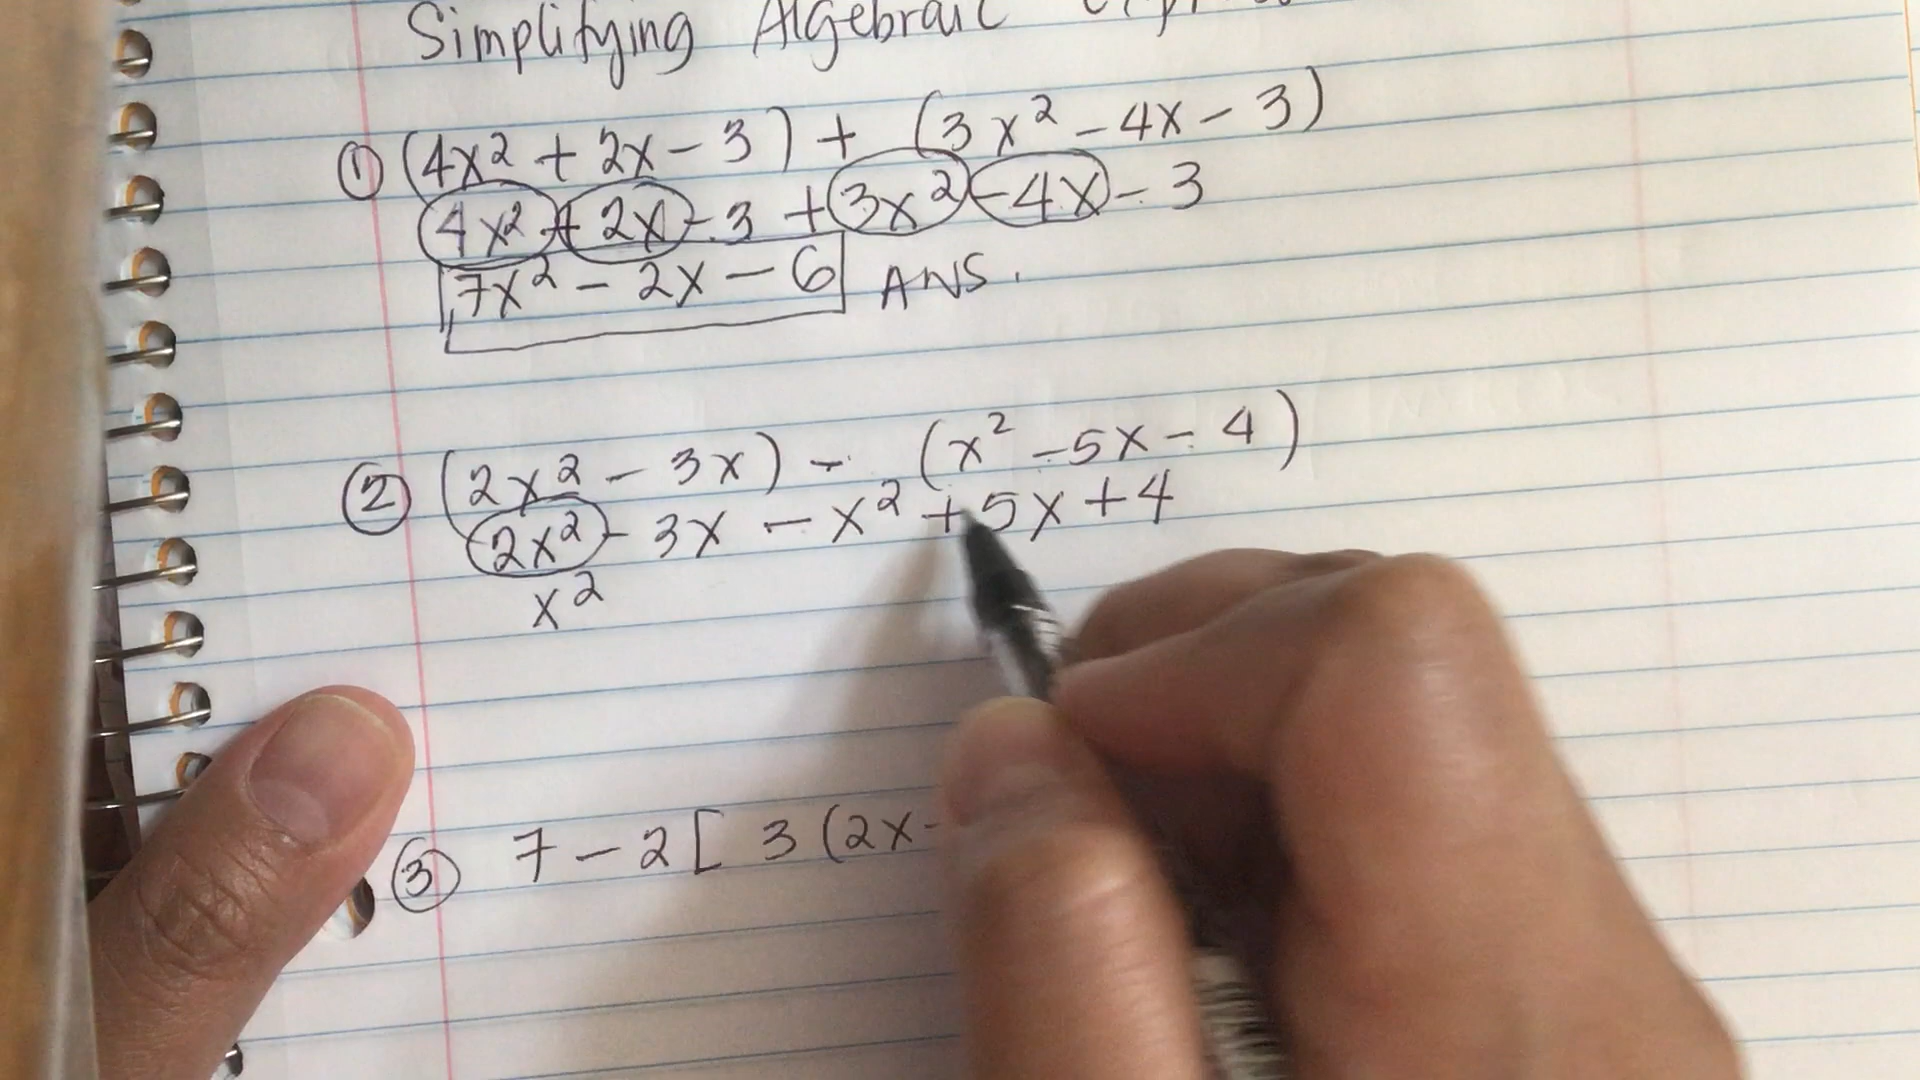 Simplifying Algebraic
① (4x² + 2x - 3) + (3x² - 4x - 3)
4x² + 2x - 3 + 3x² - 4x - 3
7x² - 2x - 6 ANS.
② (2x² - 3x) - (x² - 5x - 4)
2x² - 3x - x² + 5x + 4
x²
③ 7 - 2 [ 3 (2x -